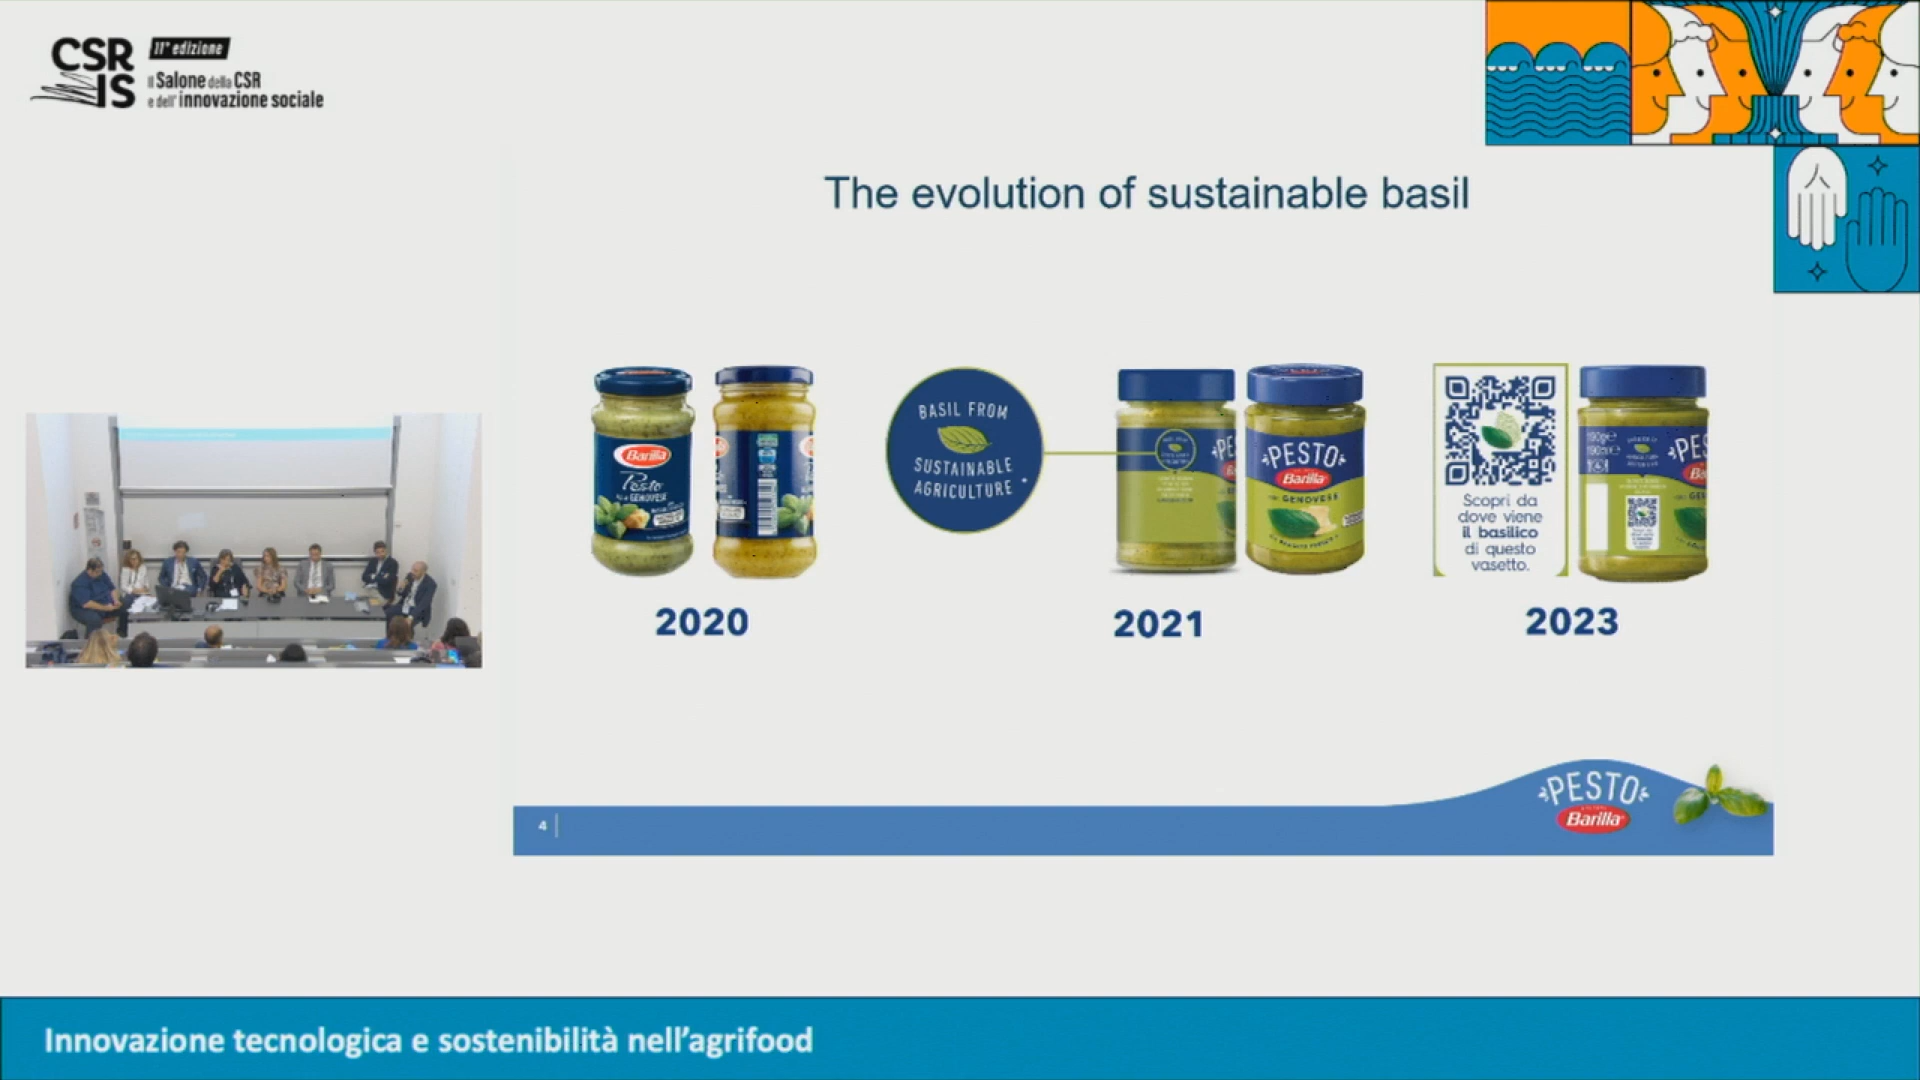 CSR
IS
11ª edizione
il Salone della CSR
e dell'innovazione sociale
The evolution of sustainable basil
Barilla
Pesto
alla GENOVESE
BASIL FROM
SUSTAINABLE
AGRICULTURE
PESTO
Barilla
GENOVESE
Scopri da
dove viene
il basilico
di questo
vasetto.
190g
PES
2020
2021
2023
4
PESTO
Barilla
Innovazione tecnologica e sostenibilità nell'agrifood